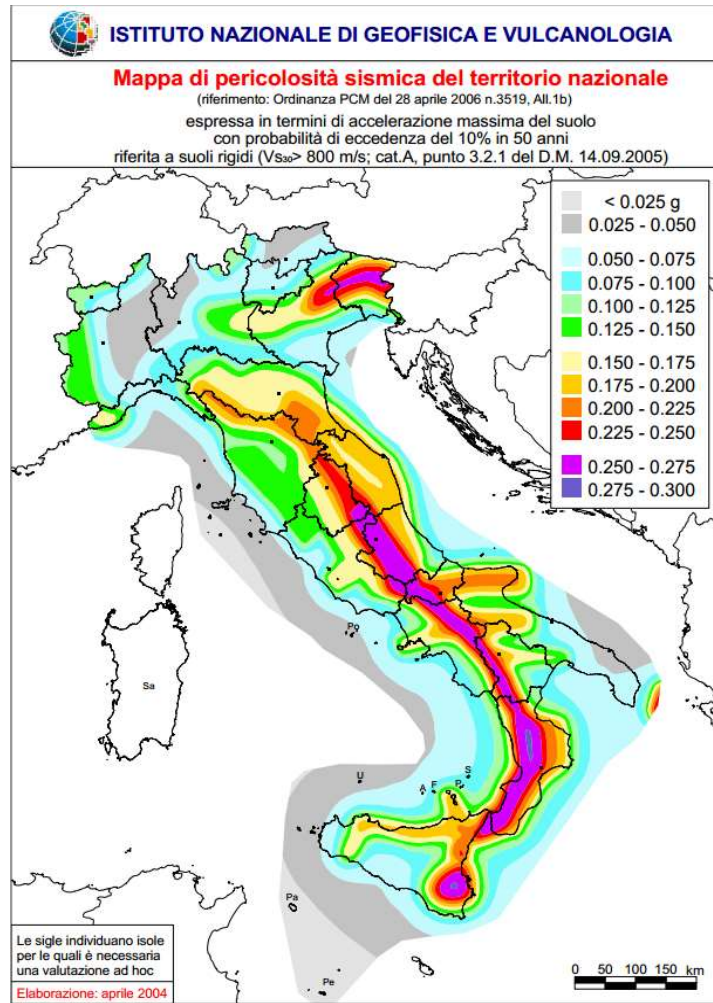 ISTITUTO NAZIONALE DI GEOFISICA E VULCANOLOGIA
Mappa di pericolosità sismica del territorio nazionale
(riferimento: Ordinanza PCM del 28 aprile 2006 n.3519, All.1b)
espressa in termini di accelerazione massima del suolo
con probabilità di eccedenza del 10% in 50 anni
riferita a suoli rigidi (Vs₃₀> 800 m/s; cat.A, punto 3.2.1 del D.M. 14.09.2005)
< 0.025 g
0.025 - 0.050
0.050 - 0.075
0.075 - 0.100
0.100 - 0.125
0.125 - 0.150
0.150 - 0.175
0.175 - 0.200
0.200 - 0.225
0.225 - 0.250
0.250 - 0.275
0.275 - 0.300
Po
Sa
U
A
F
P
S
Pa
Pe
Le sigle individuano isole
per le quali è necessaria
una valutazione ad hoc
Elaborazione: aprile 2004
0 50 100 150 km